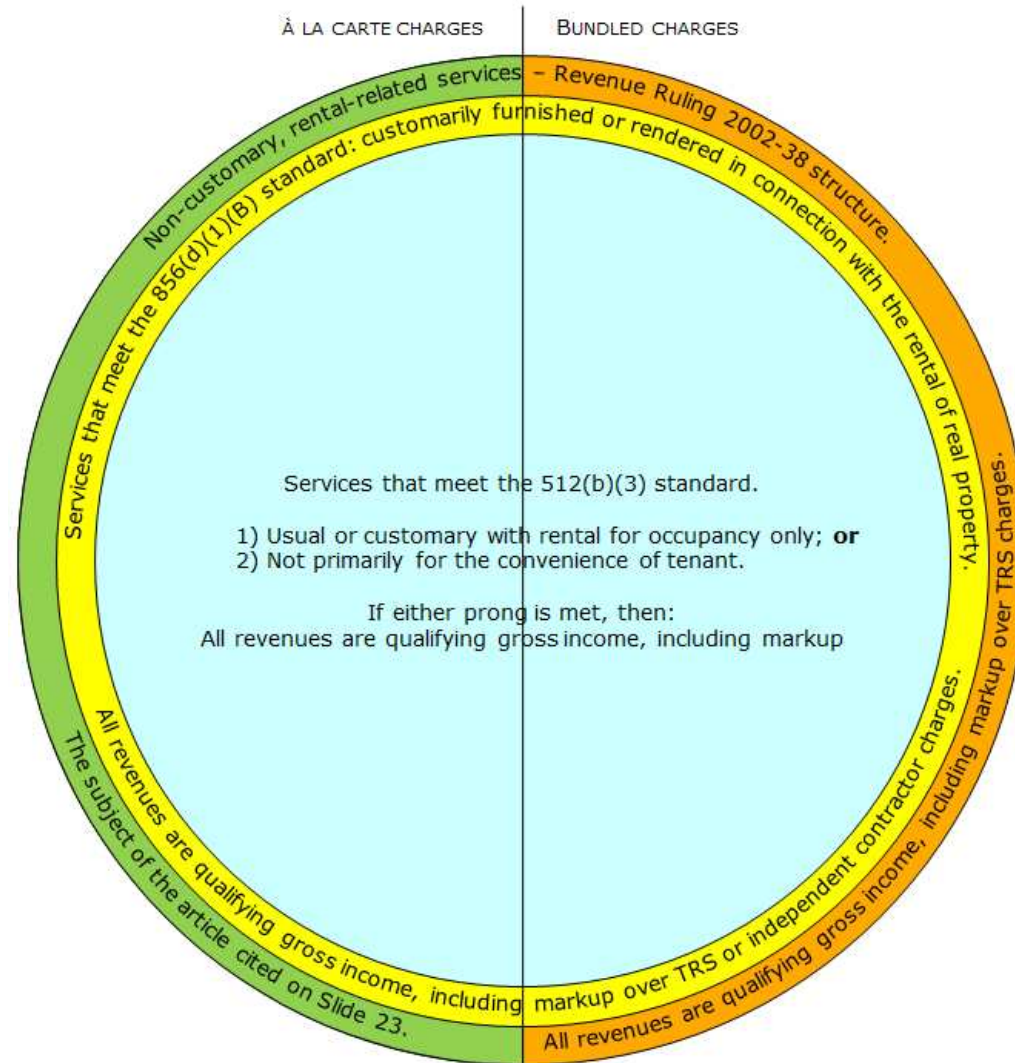 À LA CARTE CHARGES
BUNDLED CHARGES
Non-customary, rental-related services – Revenue Ruling 2002-38 structure.
Services that meet the 856(d)(1)(B) standard: customarily furnished or rendered in connection with the rental of real property.
Services that meet the 512(b)(3) standard.
1) Usual or customary with rental for occupancy only; or
2) Not primarily for the convenience of tenant.
If either prong is met, then:
All revenues are qualifying gross income, including markup
All revenues are qualifying gross income, including markup over TRS or independent contractor charges.
The subject of the article cited on Slide 23.
All revenues are qualifying gross income, including markup over TRS charges.